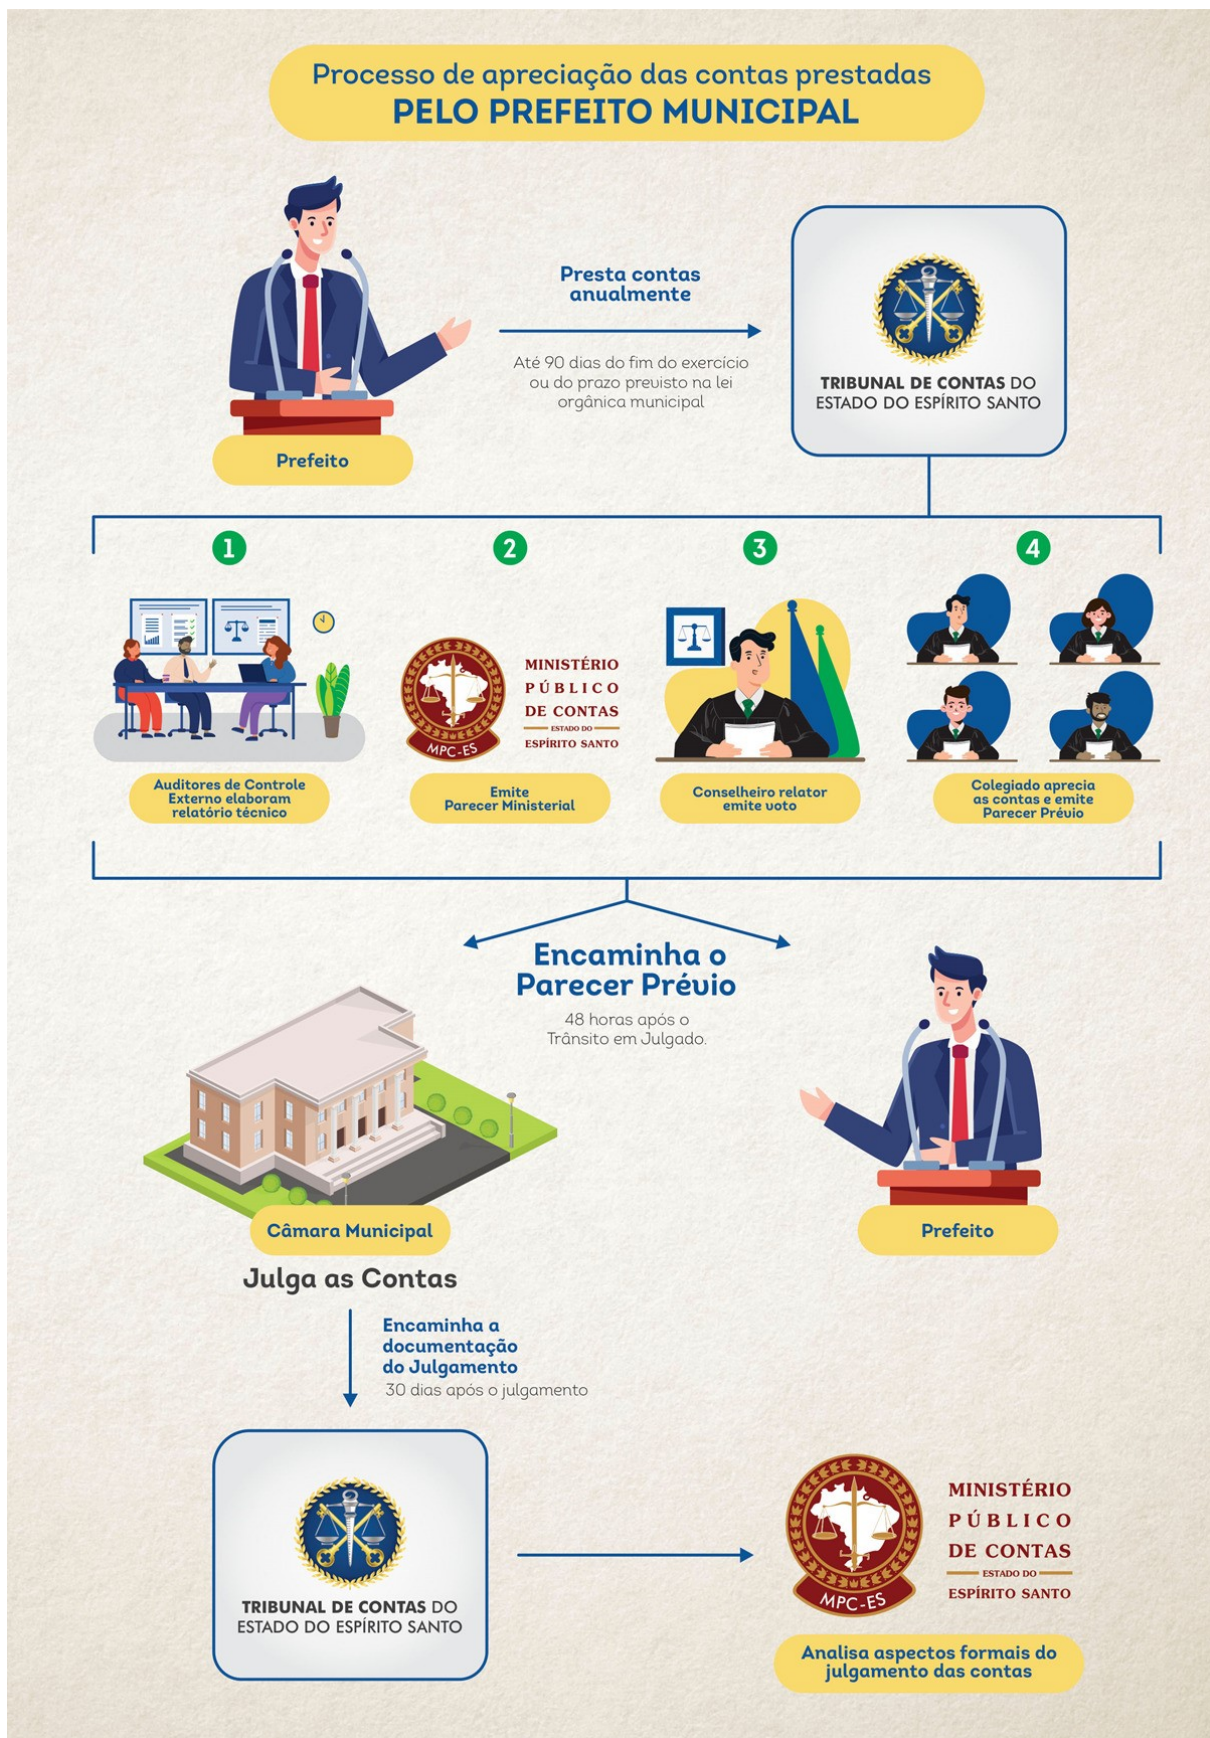 Processo de apreciação das contas prestadas
PELO PREFEITO MUNICIPAL
Presta contas
anualmente
Até 90 dias do fim do exercício
ou do prazo previsto na lei
orgânica municipal
TRIBUNAL DE CONTAS DO
ESTADO DO ESPÍRITO SANTO
Prefeito
1
2
3
4
MINISTÉRIO
PÚBLICO
DE CONTAS
ESTADO DO
ESPÍRITO SANTO
MPC-ES
Auditores de Controle
Externo elaboram
relatório técnico
Emite
Parecer Ministerial
Conselheiro relator
emite voto
Colegiado aprecia
as contas e emite
Parecer Prévio
Encaminha o
Parecer Prévio
48 horas após o
Trânsito em Julgado.
Câmara Municipal
Prefeito
Julga as Contas
Encaminha a
documentação
do Julgamento
30 dias após o julgamento
TRIBUNAL DE CONTAS DO
ESTADO DO ESPÍRITO SANTO
MINISTÉRIO
PÚBLICO
DE CONTAS
ESTADO DO
ESPÍRITO SANTO
MPC-ES
Analisa aspectos formais do
julgamento das contas